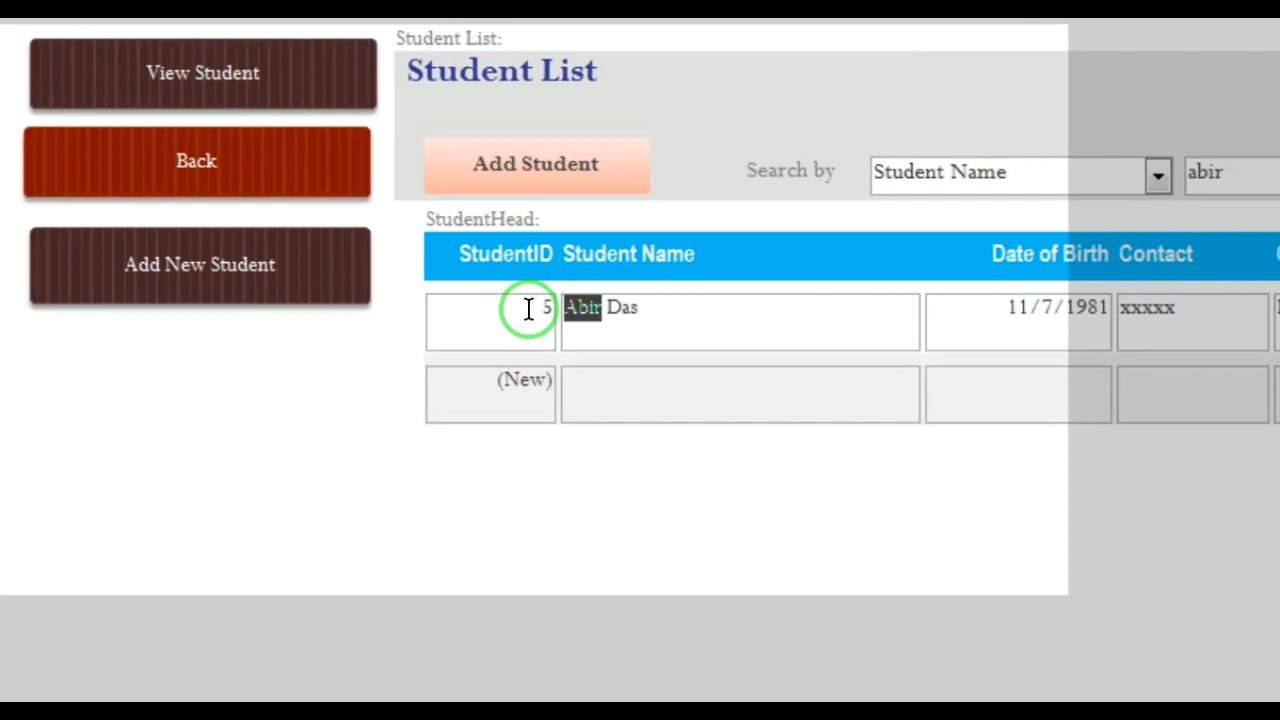 View Student
Back
Add New Student
Student List:
Student List
Add Student
Search by
Student Name
abir
StudentHead:
StudentID Student Name Date of Birth Contact
5 Abir Das 11/7/1981 xxxxx
(New)